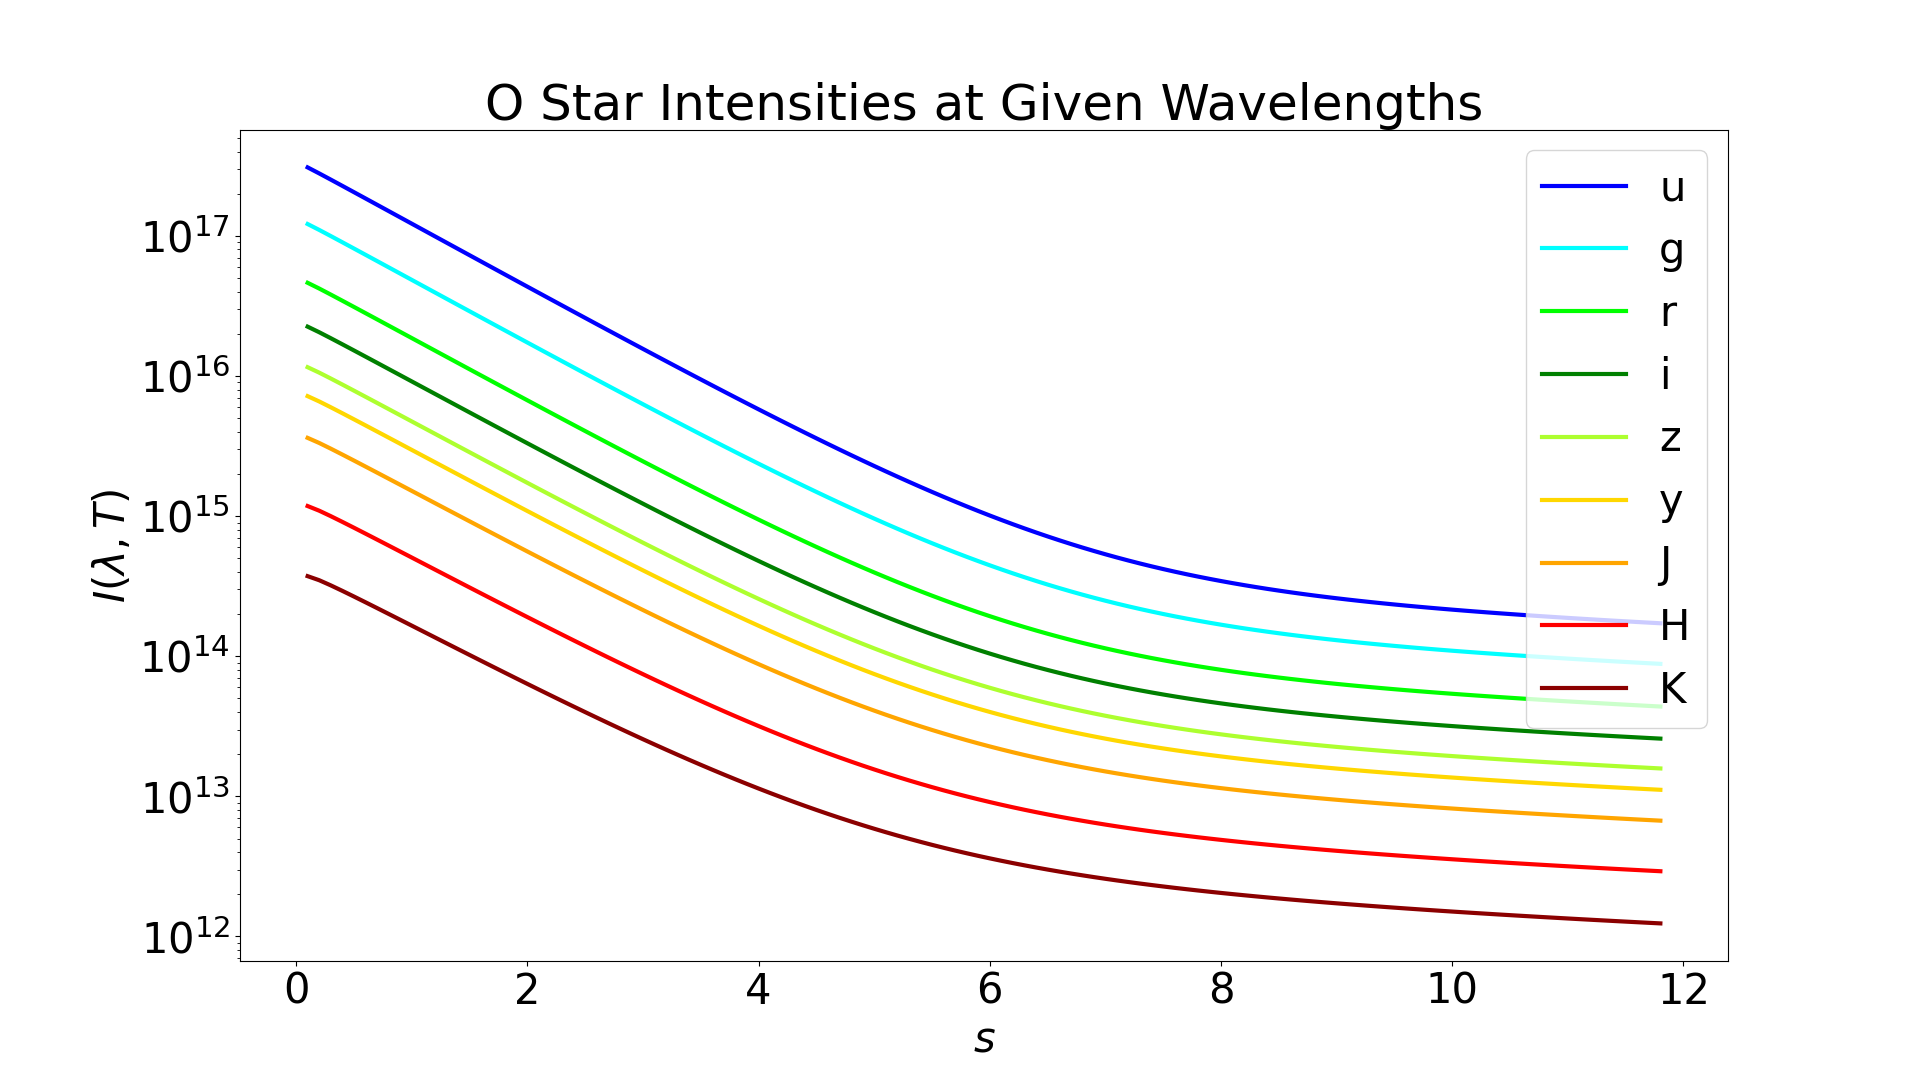 O Star Intensities at Given Wavelengths
I(λ, T)
10^17
10^16
10^15
10^14
10^13
10^12
0 2 4 6 8 10 12
s
u
g
r
i
z
y
J
H
K